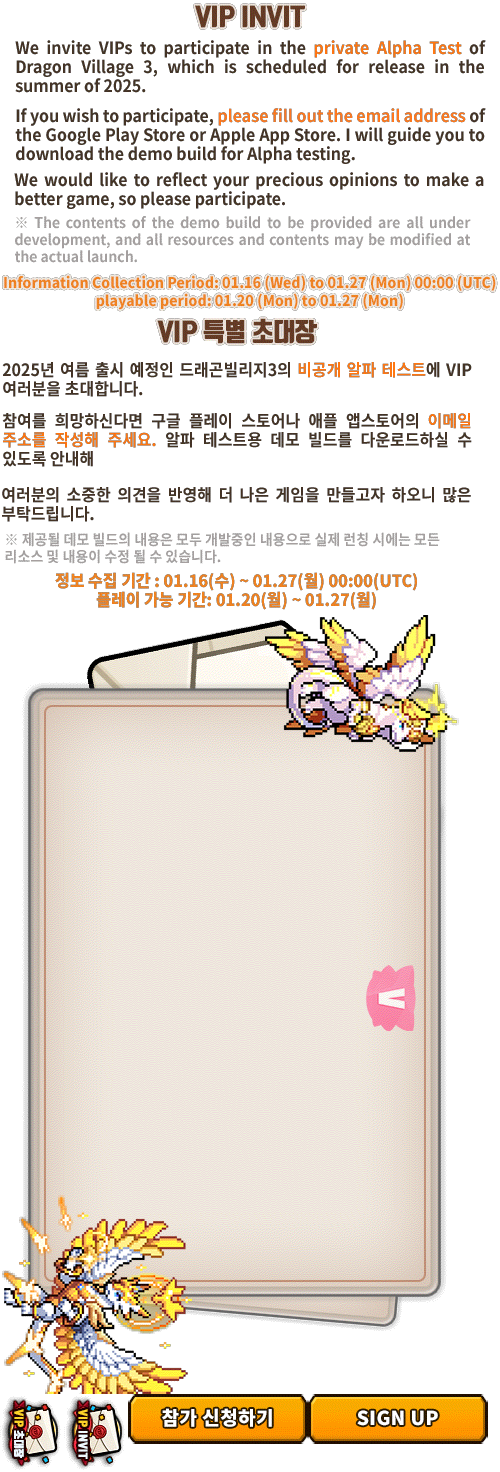 VIP INVIT
We invite VIPs to participate in the private Alpha Test of
Dragon Village 3, which is scheduled for release in the
summer of 2025.
If you wish to participate, please fill out the email address of
the Google Play Store or Apple App Store. I will guide you to
download the demo build for Alpha testing.
We would like to reflect your precious opinions to make a
better game, so please participate.
※ The contents of the demo build to be provided are all under
development, and all resources and contents may be modified at
the actual launch.
Information Collection Period: 01.16 (Wed) to 01.27 (Mon) 00:00 (UTC)
playable period: 01.20 (Mon) to 01.27 (Mon)
VIP 특별 초대장
2025년 여름 출시 예정인 드래곤빌리지3의 비공개 알파 테스트에 VIP
여러분을 초대합니다.
참여를 희망하신다면 구글 플레이 스토어나 애플 앱스토어의 이메일
주소를 작성해 주세요. 알파 테스트용 데모 빌드를 다운로드하실 수
있도록 안내해
여러분의 소중한 의견을 반영해 더 나은 게임을 만들고자 하오니 많은
부탁드립니다.
※ 제공될 데모 빌드의 내용은 모두 개발중인 내용으로 실제 런칭 시에는 모든
리소스 및 내용이 수정 될 수 있습니다.
정보 수집 기간 : 01.16(수) ~ 01.27(월) 00:00(UTC)
플레이 가능 기간: 01.20(월) ~ 01.27(월)
V
VIP 초대장
VIP INVIT
참가 신청하기
SIGN UP